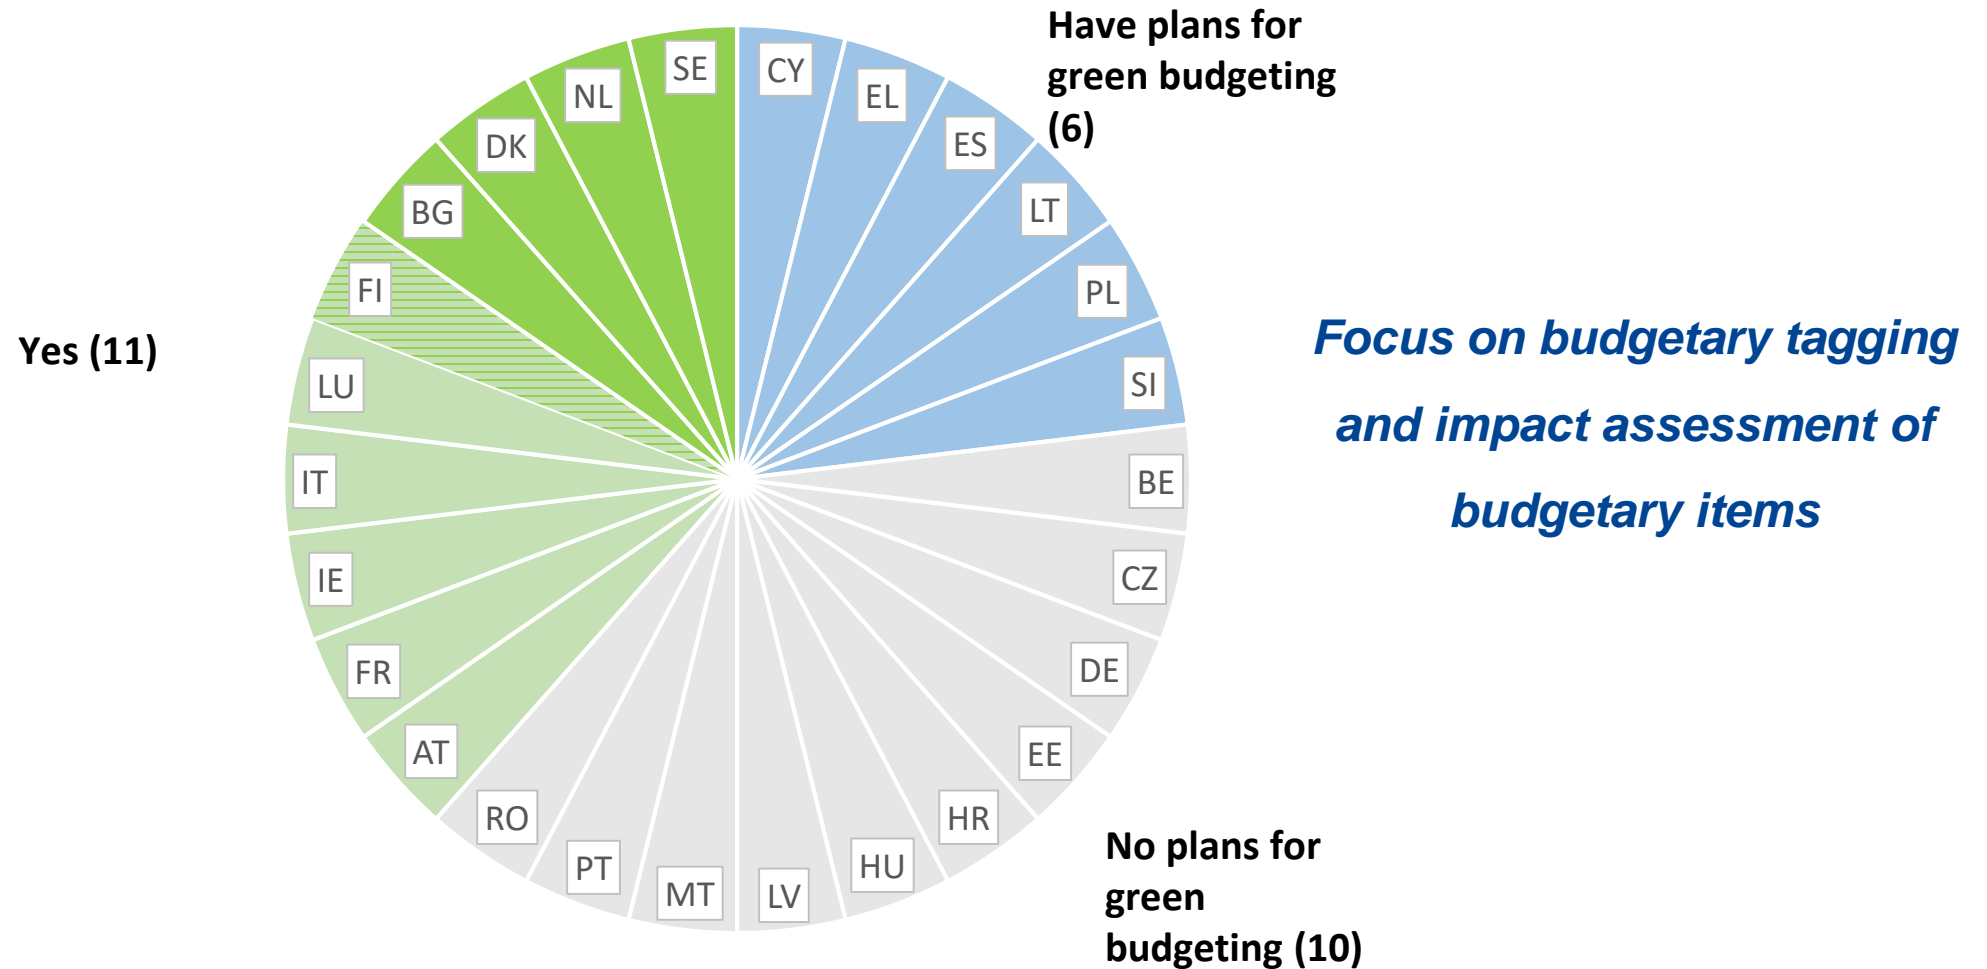 Have plans for
green budgeting
(6)
SE
CY
NL
EL
DK
ES
BG
LT
FI
PL
Yes (11)
LU
SI
IT
BE
IE
CZ
FR
DE
AT
EE
RO
HR
PT
HU
MT
LV
Focus on budgetary tagging
and impact assessment of
budgetary items
No plans for
green
budgeting (10)